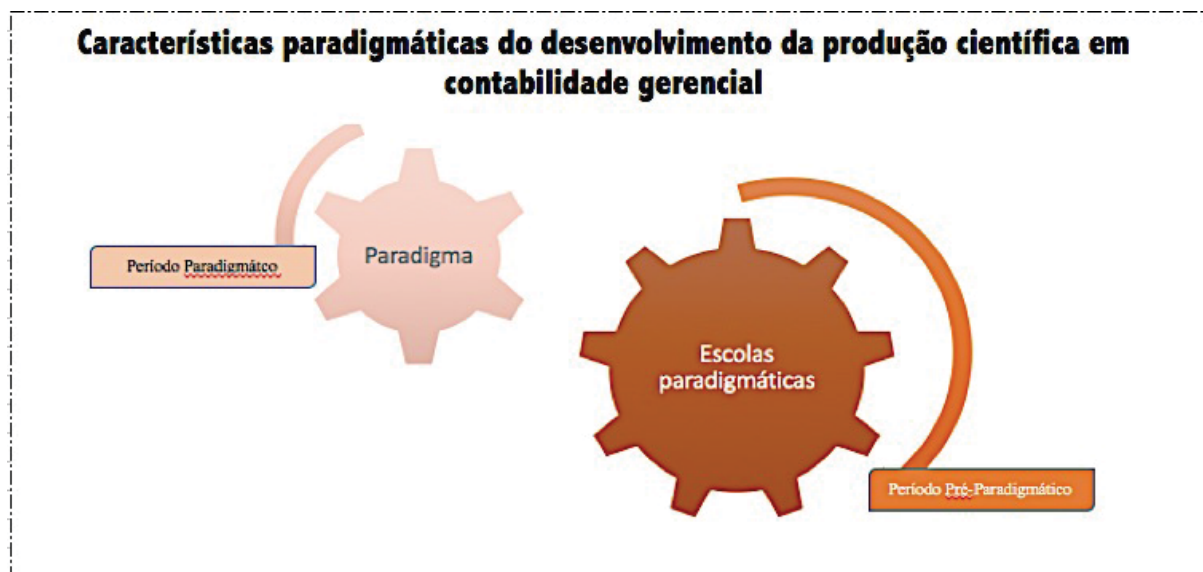 Características paradigmáticas do desenvolvimento da produção científica em
contabilidade gerencial
Paradigma
Período Paradigmátco
Escolas
paradigmáticas
Período Pré-Paradigmático